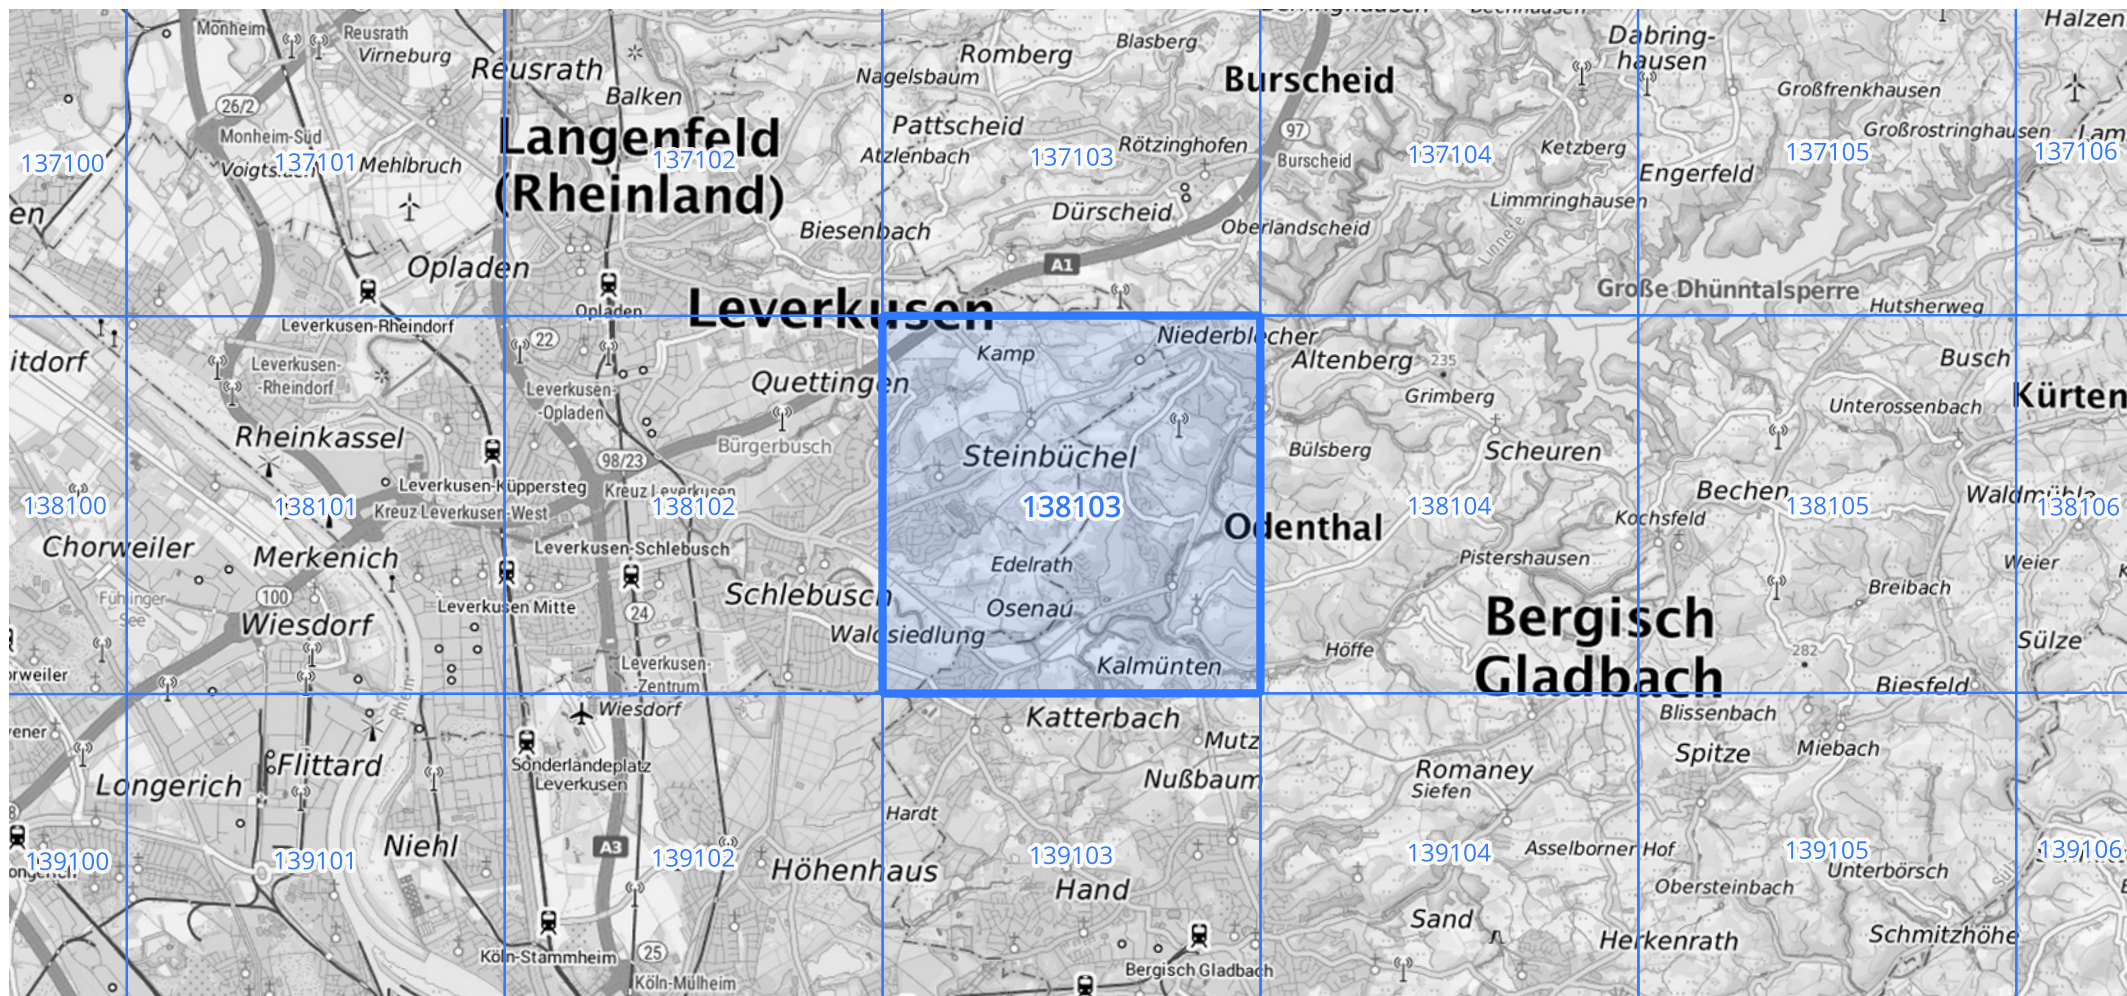 Monheim
Reusrath
Virneburg
Reusrath
Balken
Romberg
Blasberg
Nagelsbaum
Burscheid
Dabring-
hausen
Halzen
Großfrenkhausen
26/2
Monheim-Süd
Mehlbruch
Langenfeld
(Rheinland)
Pattscheid
Atzlenbach
Rötzinghofen
97
Burscheid
Ketzberg
Großrostringhausen
Engerfeld
137100
137101
137102
137103
137104
137105
137106
en
Biesenbach
Dürscheid
Oberlandscheid
Limmringhausen
Linnefe
Opladen
A1
Große Dhünntalsperre
Hutsherweg
Opladen
Leverkusen
Leverkusen-Rheindorf
22
Niederblecher
Kamp
Altenberg
235
Busch
itdorf
Leverkusen-
-Rheindorf
Leverkusen-
-Opladen
Quettingen
Grimberg
Unterossenbach
Kürten
Rheinkassel
98/23
Bürgerbusch
Steinbüchel
Bülsberg
Scheuren
Leverkusen-Küppersteg
Kreuz Leverkusen
Bechen
Waldmühle
138100
138101
138102
138103
138104
138105
138106
Kreuz Leverkusen-West
Odenthal
Kochsfeld
Chorweiler
Merkenich
Leverkusen-Schlebusch
Edelrath
Pistershausen
Weier
Fühlinger
See
100
Leverkusen Mitte
24
Schlebusch
Osenau
Breibach
Wiesdorf
Waldsiedlung
Bergisch
Gladbach
Höffe
Sülze
282
rweiler
Rhein
Leverkusen-
-Zentrum
Kalmünten
Biesfeld
Wiesdorf
Katterbach
Mutz
Blissenbach
Spitze
Miebach
Longerich
Flittard
Sonderlandeplatz
Leverkusen
Nußbaum
Romaney
Siefen
Hardt
Niehl
A3
Asselborner Hof
139100
139101
139102
139103
139104
139105
139106
Höhenhaus
Hand
Unterbörsch
Obersteinbach
Sand
Herkenrath
Schmitzhöhe
Köln-Stammheim
25
Köln-Mülheim
Bergisch Gladbach